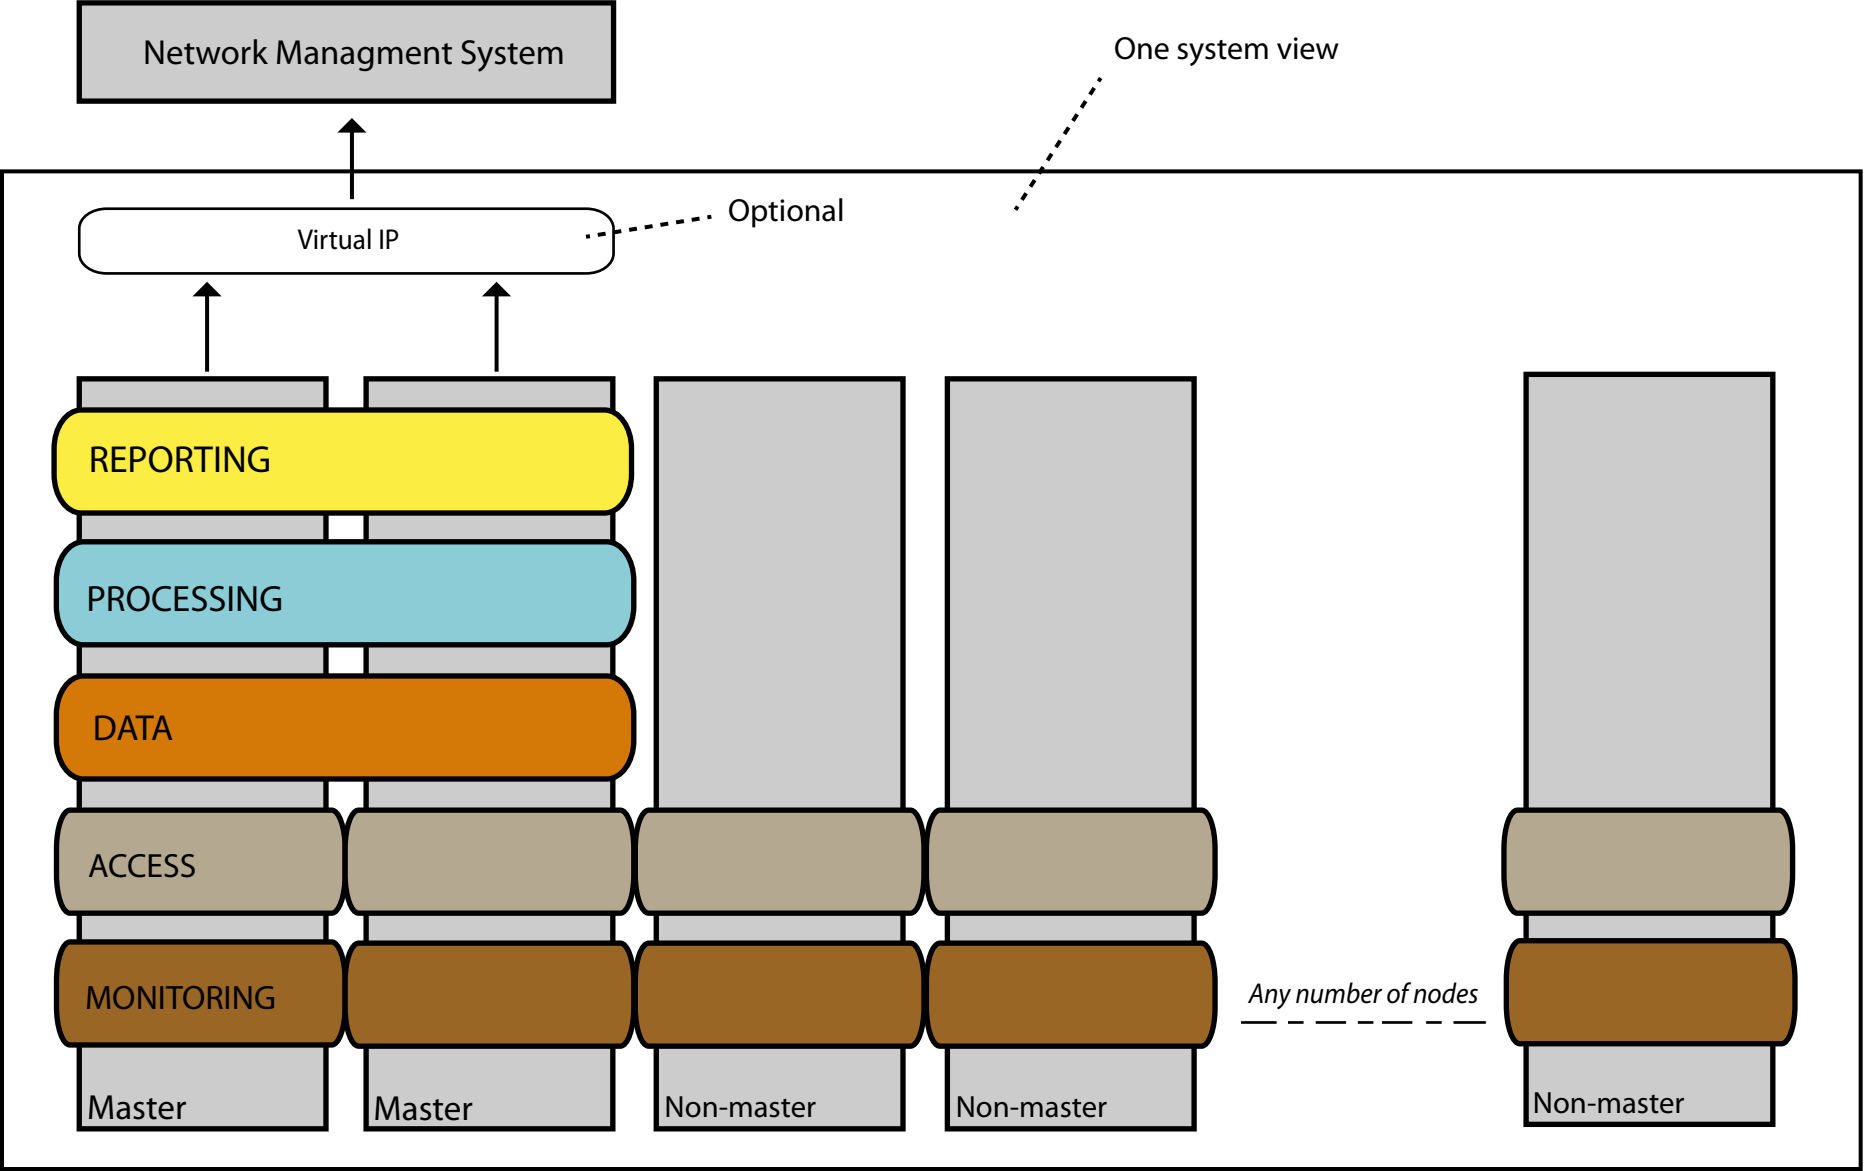 Network Managment System
One system view
Optional
Virtual IP
REPORTING
PROCESSING
DATA
ACCESS
MONITORING
Any number of nodes
Master
Master
Non-master
Non-master
Non-master